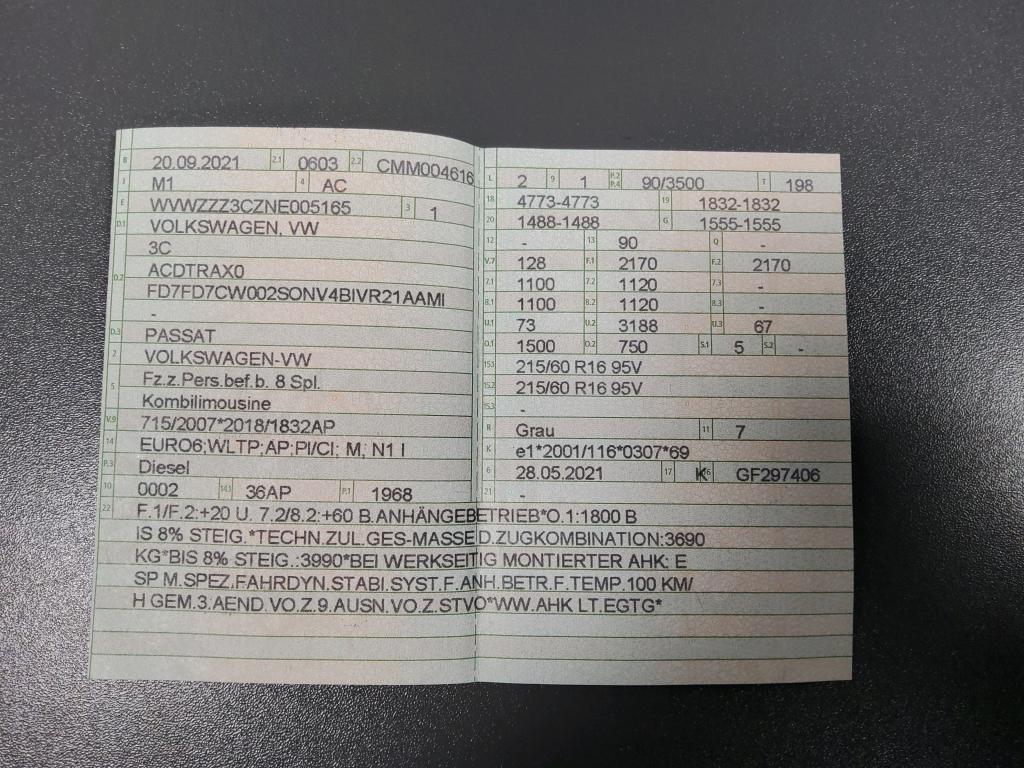 B 20.09.2021 2.1 0603 2.2 CMM004616
J M1 4 AC
E WVWZZZ3CZNE005165 3 1
D.1 VOLKSWAGEN, VW
3C
D.2 ACDTRAX0
FD7FD7CW002SONV4BIVR21AAMI
-
D.3 PASSAT
2 VOLKSWAGEN-VW
5 Fz.z.Pers.bef.b. 8 Spl.
Kombilimousine
V.9 715/2007*2018/1832AP
14 EURO6;WLTP;AP;PI/CI; M, N1 I
P.3 Diesel
10 0002 14.1 36AP P.1 1968
L 2 9 1 P.2 P.4 90/3500 T 198
18 4773-4773 19 1832-1832
20 1488-1488 G 1555-1555
12 - 13 90 Q -
V.7 128 F.1 2170 F.2 2170
7.1 1100 7.2 1120 7.3 -
8.1 1100 8.2 1120 8.3 -
U.1 73 U.2 3188 U.3 67
O.1 1500 O.2 750 S.1 5 S.2 -
15.1 215/60 R16 95V
15.2 215/60 R16 95V
15.3 -
R Grau 11 7
K e1*2001/116*0307*69
6 28.05.2021 17 K 16 GF297406
21 -
22 F.1/F.2:+20 U. 7.2/8.2:+60 B.ANHÄNGEBETRIEB*O.1:1800 B
IS 8% STEIG.*TECHN.ZUL.GES-MASSE D.ZUGKOMBINATION:3690
KG*BIS 8% STEIG.:3990*BEI WERKSEITIG MONTIERTER AHK: E
SP M.SPEZ.FAHRDYN.STABI.SYST.F.ANH.BETR.F.TEMP.100 KM/
H GEM.3.AEND.VO.Z.9.AUSN.VO.Z.STVO*WW.AHK LT.EGTG*